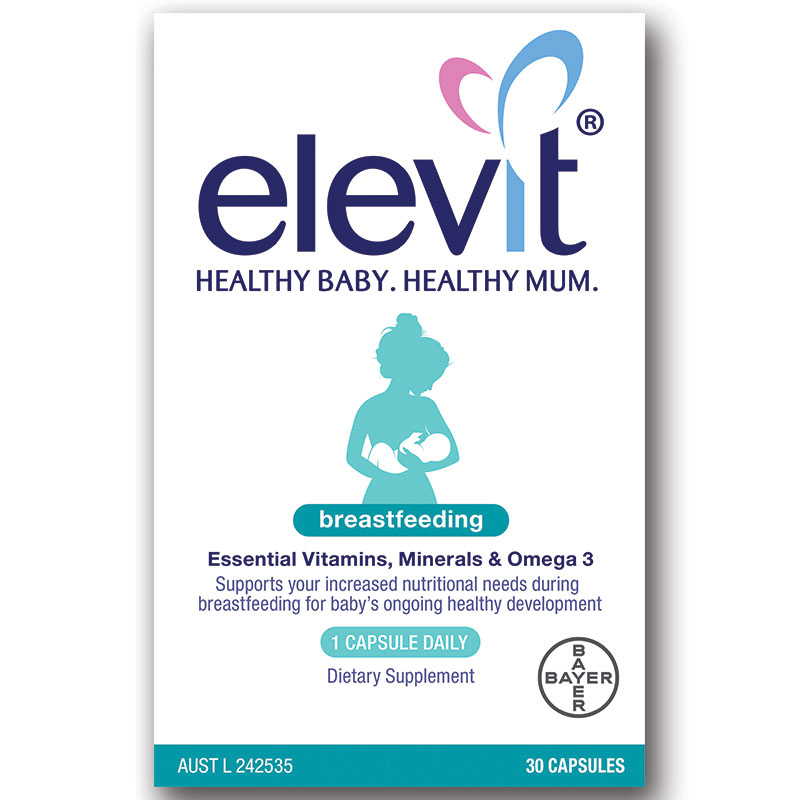 elevit®
HEALTHY BABY. HEALTHY MUM.
breastfeeding
Essential Vitamins, Minerals & Omega 3
Supports your increased nutritional needs during
breastfeeding for baby's ongoing healthy development
1 CAPSULE DAILY
Dietary Supplement
BAYER
BAYER
AUST L 242535
30 CAPSULES